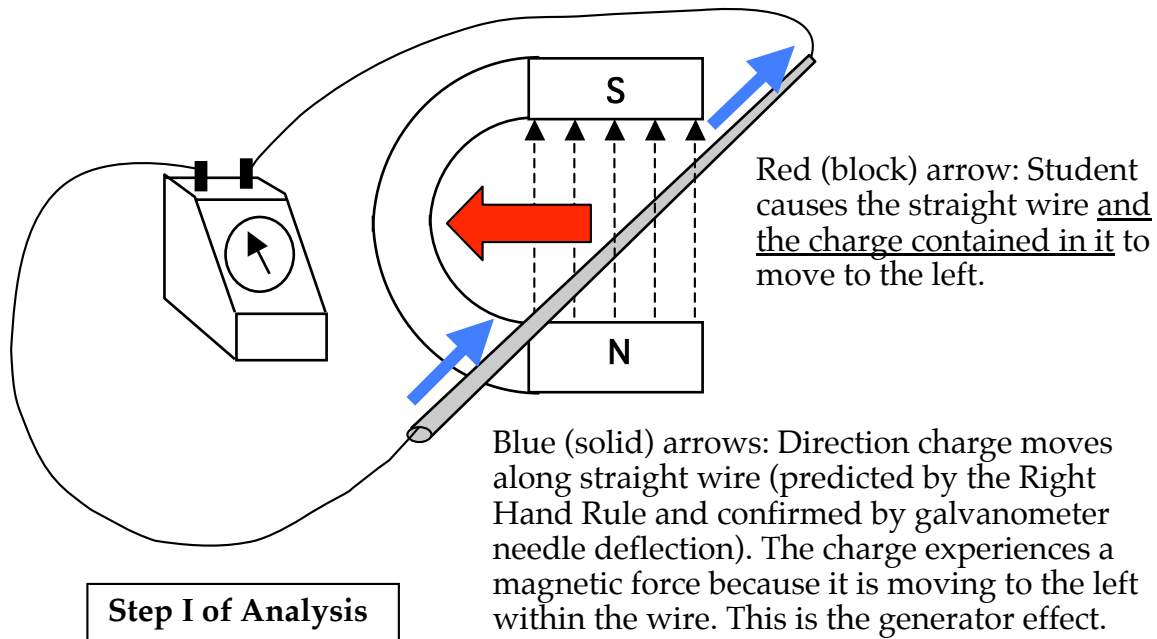 S
Red (block) arrow: Student
causes the straight wire and
the charge contained in it to
move to the left.
N
Blue (solid) arrows: Direction charge moves
along straight wire (predicted by the Right
Hand Rule and confirmed by galvanometer
needle deflection). The charge experiences a
magnetic force because it is moving to the left
within the wire. This is the generator effect.
Step I of Analysis